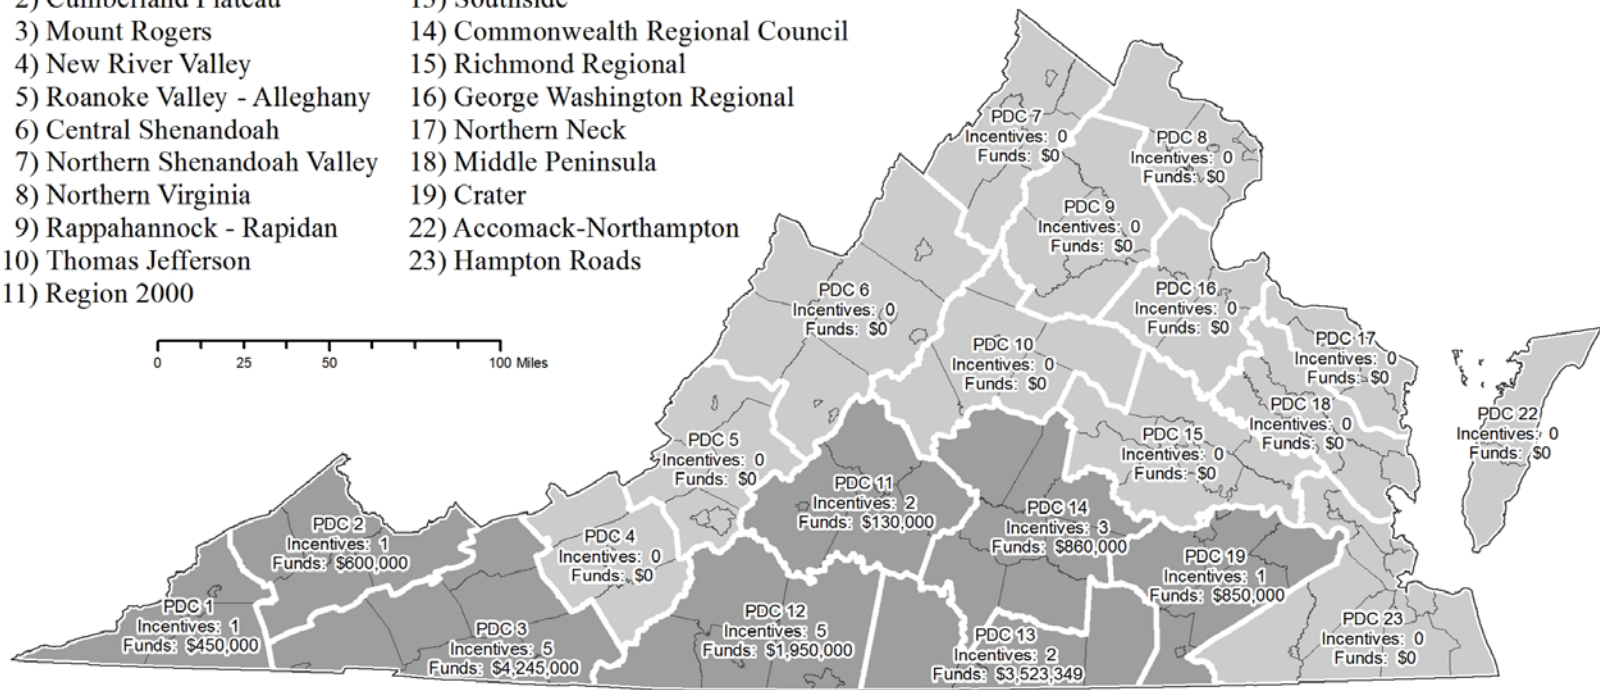 2) Cumberland Plateau
3) Mount Rogers
4) New River Valley
5) Roanoke Valley - Alleghany
6) Central Shenandoah
7) Northern Shenandoah Valley
8) Northern Virginia
9) Rappahannock - Rapidan
10) Thomas Jefferson
11) Region 2000
13) Southside
14) Commonwealth Regional Council
15) Richmond Regional
16) George Washington Regional
17) Northern Neck
18) Middle Peninsula
19) Crater
22) Accomack-Northampton
23) Hampton Roads
0 25 50 100 Miles
PDC 7
Incentives: 0
Funds: $0
PDC 8
Incentives: 0
Funds: $0
PDC 9
Incentives: 0
Funds: $0
PDC 6
Incentives: 0
Funds: $0
PDC 16
Incentives: 0
Funds: $0
PDC 10
Incentives: 0
Funds: $0
PDC 17
Incentives: 0
Funds: $0
PDC 18
Incentives: 0
Funds: $0
PDC 22
Incentives: 0
Funds: $0
PDC 5
Incentives: 0
Funds: $0
PDC 15
Incentives: 0
Funds: $0
PDC 11
Incentives: 2
Funds: $130,000
PDC 14
Incentives: 3
Funds: $860,000
PDC 2
Incentives: 1
Funds: $600,000
PDC 4
Incentives: 0
Funds: $0
PDC 19
Incentives: 1
Funds: $850,000
PDC 1
Incentives: 1
Funds: $450,000
PDC 3
Incentives: 5
Funds: $4,245,000
PDC 12
Incentives: 5
Funds: $1,950,000
PDC 13
Incentives: 2
Funds: $3,523,349
PDC 23
Incentives: 0
Funds: $0